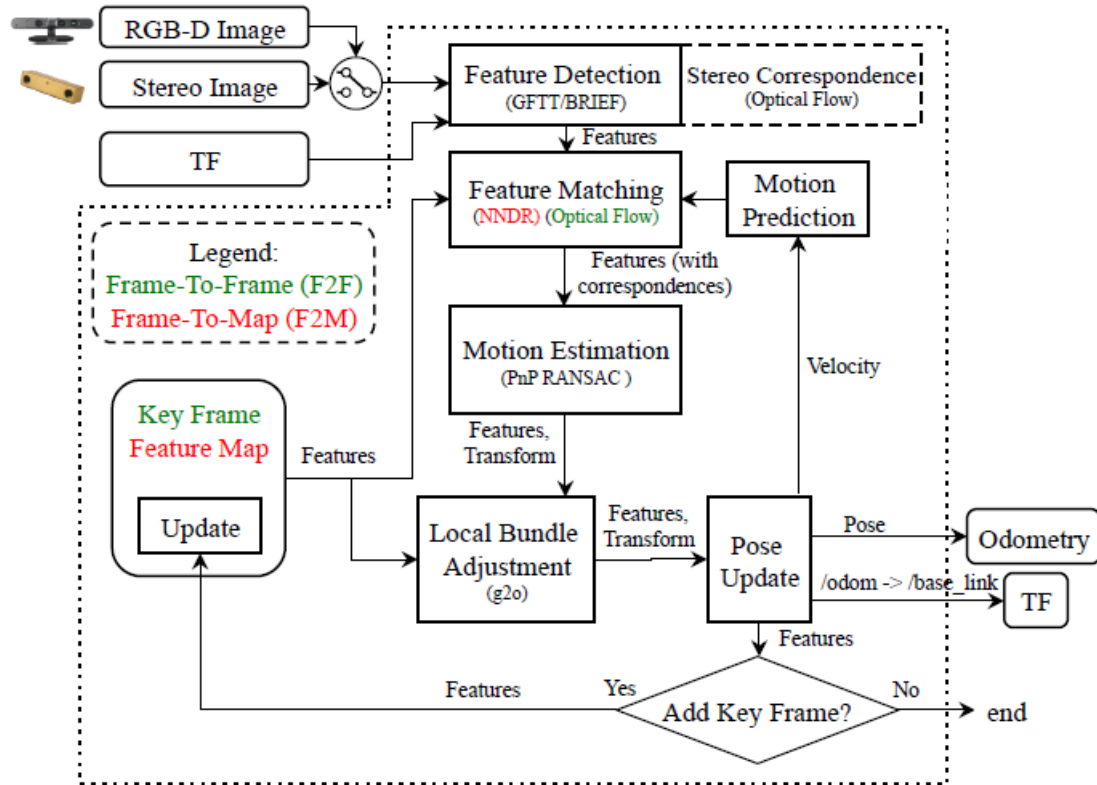 RGB-D Image
Stereo Image
TF
Feature Detection
(GFTT/BRIEF)
Stereo Correspondence
(Optical Flow)
Features
Feature Matching
(NNDR) (Optical Flow)
Motion
Prediction
Legend:
Frame-To-Frame (F2F)
Frame-To-Map (F2M)
Features (with
correspondences)
Motion Estimation
(PnP RANSAC )
Velocity
Key Frame
Feature Map
Update
Features
Features,
Transform
Local Bundle
Adjustment
(g2o)
Features,
Transform
Pose
Update
Pose
Odometry
/odom -> /base_link
TF
Features
Add Key Frame?
Yes
Features
No
end